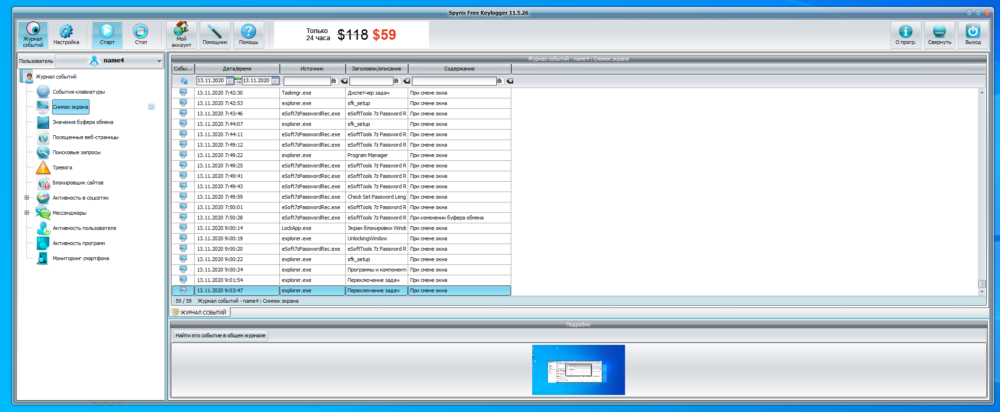 Spyrix Free Keylogger 11.5.26
Журнал событий
Настройка
Старт
Стоп
Мой аккаунт
Помощник
Помощь
Только 24 часа $118 $59
О прогр.
Свернуть
Выход
Пользователь name4
Журнал событий
События клавиатуры
Снимок экрана
Значения буфера обмена
Посещенные веб-страницы
Поисковые запросы
Тревога
Блокировщик сайтов
Активность в соцсетях
Мессенджеры
Активность пользователя
Активность программ
Мониторинг смартфона
Журнал событий - name4 : Снимок экрана
Собы... Дата/время Источник Заголовок/описание Содержание
13.11.2020 13.11.2020
13.11.2020 7:42:30 Taskmgr.exe Диспетчер задач При смене окна
13.11.2020 7:42:53 explorer.exe sfk_setup При смене окна
13.11.2020 7:43:46 eSoft7zPasswordRec.exe eSoftTools 7z Password R При смене окна
13.11.2020 7:44:07 explorer.exe sfk_setup При смене окна
13.11.2020 7:44:11 eSoft7zPasswordRec.exe eSoftTools 7z Password R При смене окна
13.11.2020 7:49:12 eSoft7zPasswordRec.exe eSoftTools 7z Password R При смене окна
13.11.2020 7:49:22 explorer.exe Program Manager При смене окна
13.11.2020 7:49:25 eSoft7zPasswordRec.exe eSoftTools 7z Password R При смене окна
13.11.2020 7:49:41 eSoft7zPasswordRec.exe eSoftTools 7z Password R При смене окна
13.11.2020 7:49:43 eSoft7zPasswordRec.exe eSoftTools 7z Password R При смене окна
13.11.2020 7:49:59 eSoft7zPasswordRec.exe Check Set Password Leng При смене окна
13.11.2020 7:50:01 eSoft7zPasswordRec.exe eSoftTools 7z Password R При смене окна
13.11.2020 7:50:28 eSoft7zPasswordRec.exe eSoftTools 7z Password R При изменении буфера обмена
13.11.2020 9:00:14 LockApp.exe Экран блокировки Windo При смене окна
13.11.2020 9:00:19 explorer.exe UnlockingWindow При смене окна
13.11.2020 9:00:20 eSoft7zPasswordRec.exe eSoftTools 7z Password R При смене окна
13.11.2020 9:00:22 explorer.exe sfk_setup При смене окна
13.11.2020 9:00:24 explorer.exe Программы и компоненты При смене окна
13.11.2020 9:01:54 explorer.exe Переключение задач При смене окна
13.11.2020 9:03:47 explorer.exe Переключение задач При смене окна
59 / 59 Журнал событий - name4 : Снимок экрана
ЖУРНАЛ СОБЫТИЙ
Подробно
Найти это событие в общем журнале